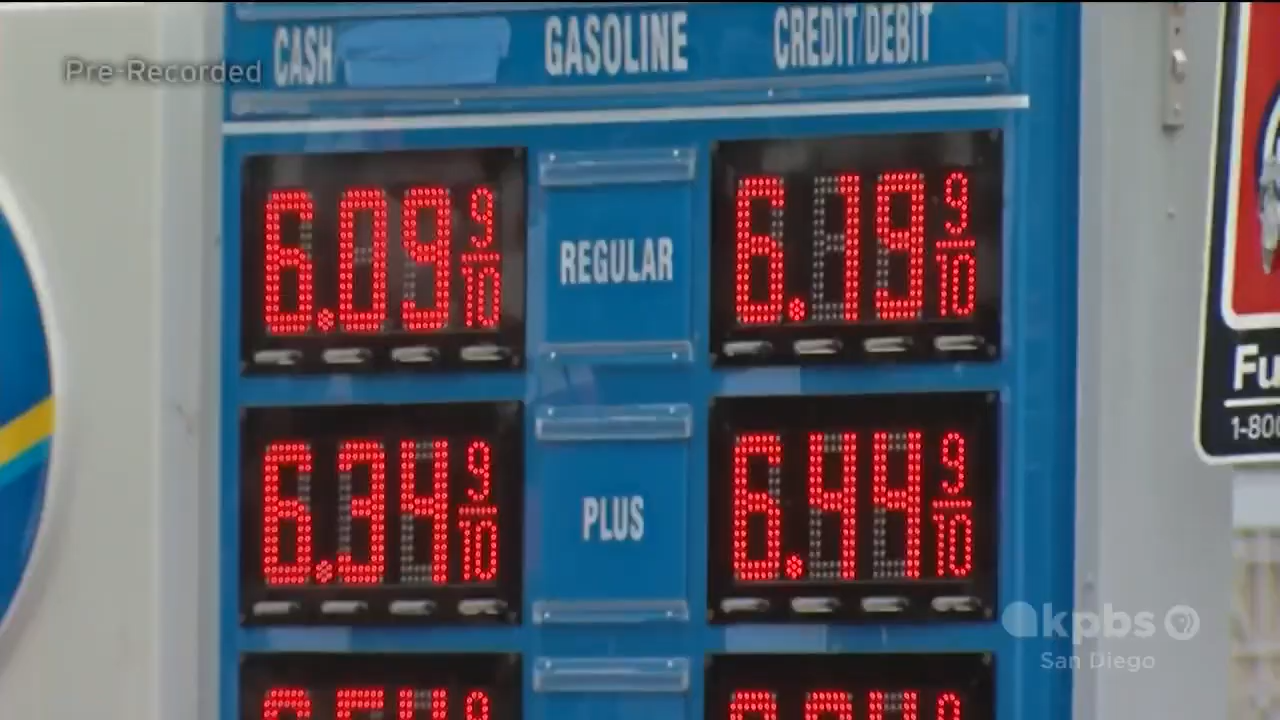 Pre-Recorded
CASH GASOLINE CREDIT/DEBIT
6.09 9/10 REGULAR 6.19 9/10
6.34 9/10 PLUS 6.44 9/10
Fu
1-800
kpbs
San Diego